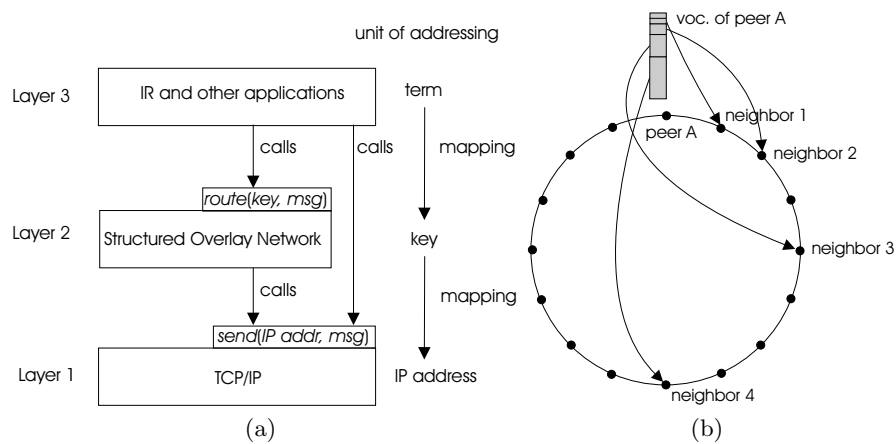 unit of addressing
Layer 3
IR and other applications
term
calls
calls
mapping
route(key, msg)
Layer 2
Structured Overlay Network
key
calls
mapping
send(IP addr, msg)
Layer 1
TCP/IP
IP address
(a)
voc. of peer A
peer A
neighbor 1
neighbor 2
neighbor 3
neighbor 4
(b)